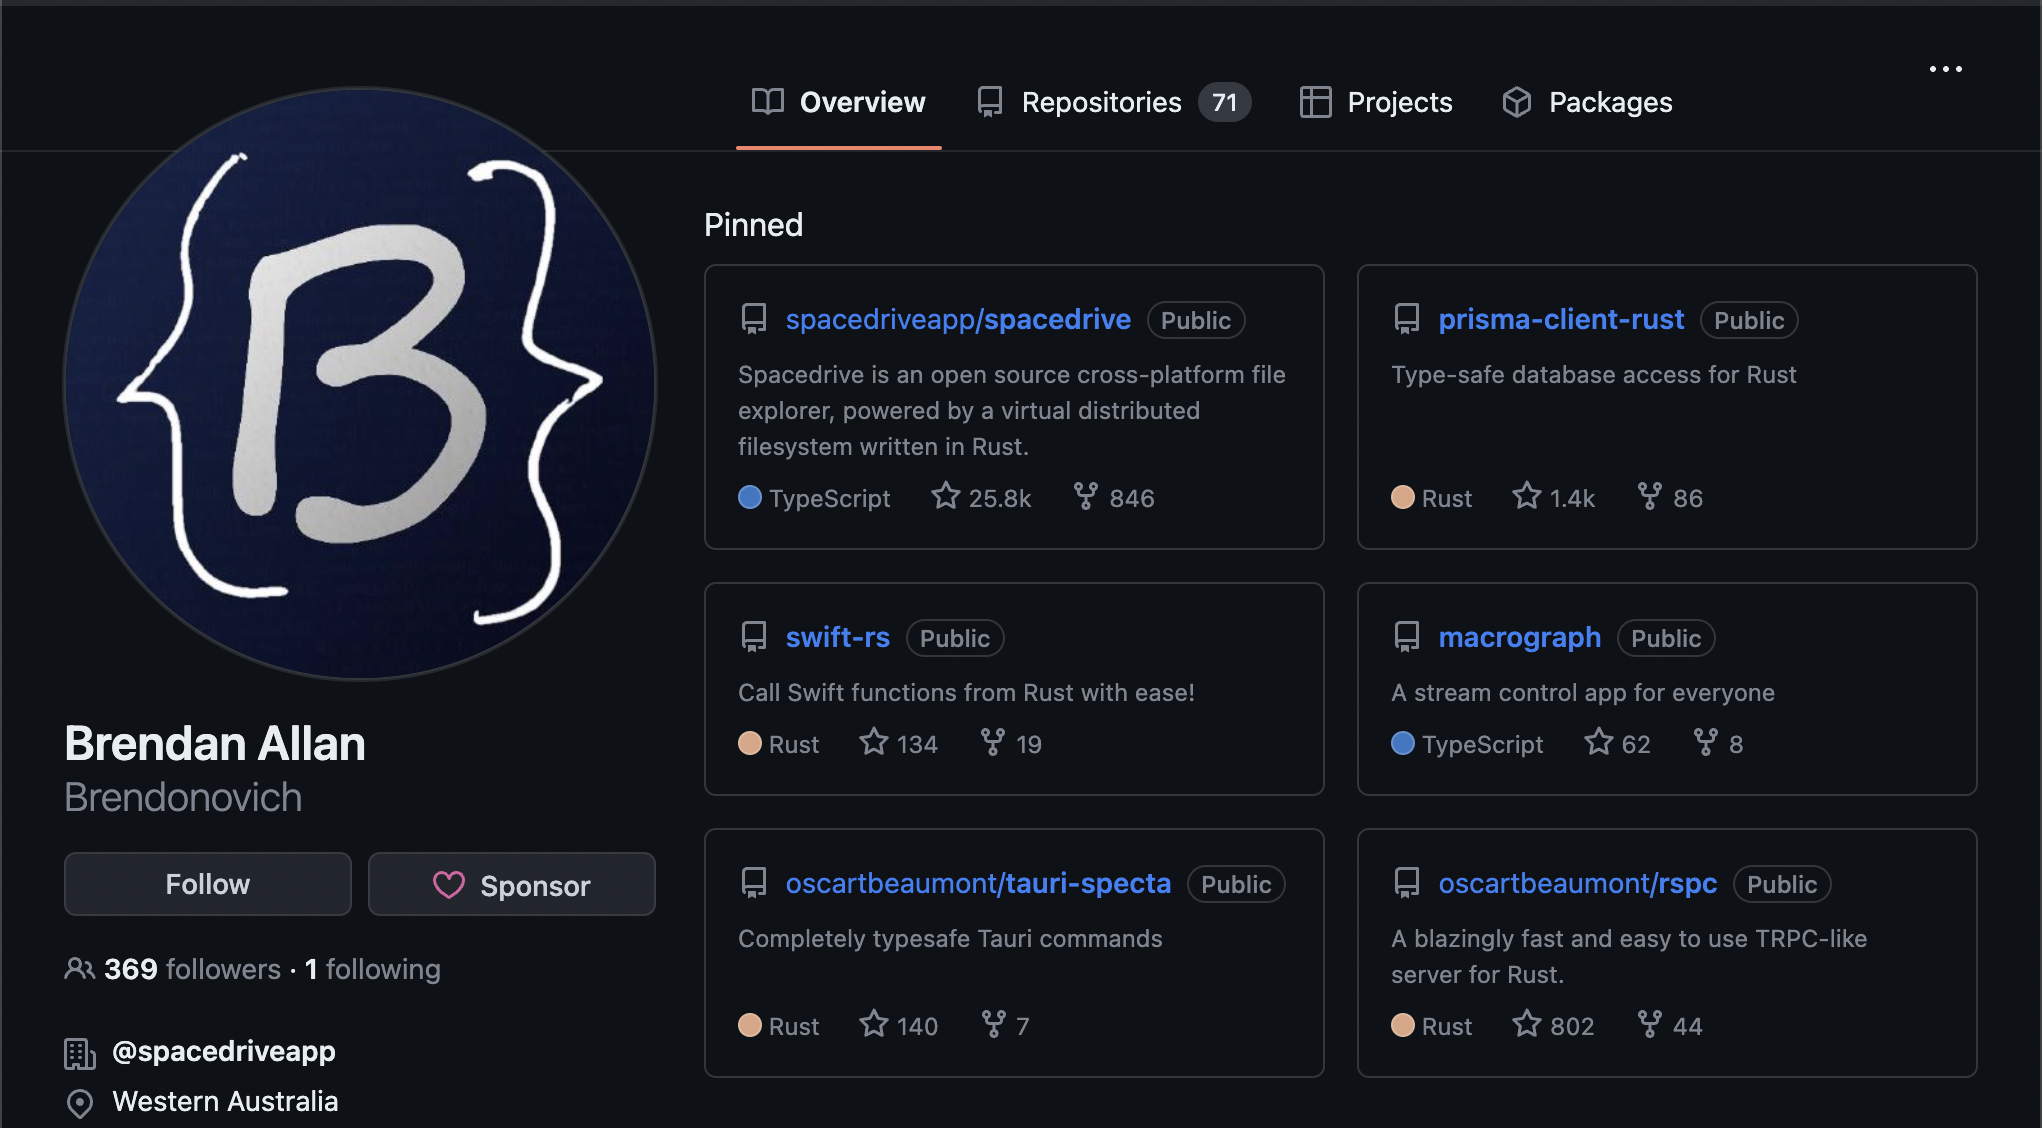 Overview Repositories 71 Projects Packages
{B}
Brendan Allan
Brendonovich
Follow Sponsor
369 followers · 1 following
@spacedriveapp
Western Australia
Pinned
spacedriveapp/spacedrive Public
Spacedrive is an open source cross-platform file
explorer, powered by a virtual distributed
filesystem written in Rust.
TypeScript 25.8k 846
prisma-client-rust Public
Type-safe database access for Rust
Rust 1.4k 86
swift-rs Public
Call Swift functions from Rust with ease!
Rust 134 19
macrograph Public
A stream control app for everyone
TypeScript 62 8
oscartbeaumont/tauri-specta Public
Completely typesafe Tauri commands
Rust 140 7
oscartbeaumont/rspc Public
A blazingly fast and easy to use TRPC-like
server for Rust.
Rust 802 44